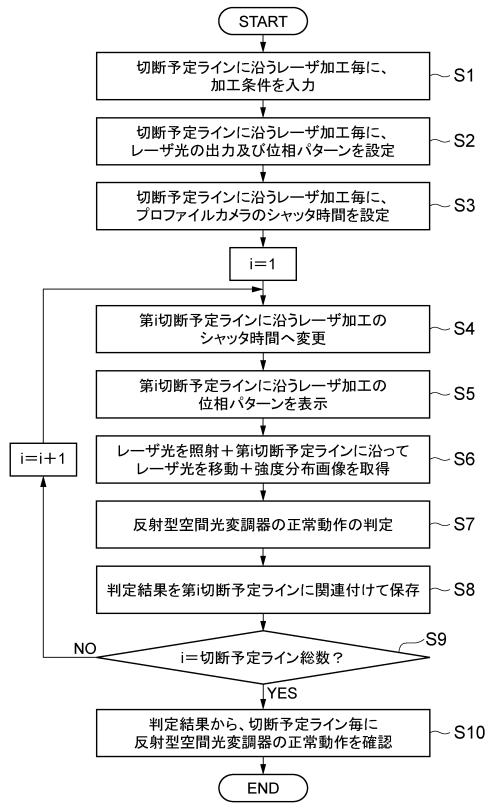 START
切断予定ラインに沿うレーザ加工毎に、
加工条件を入力
S1
切断予定ラインに沿うレーザ加工毎に、
レーザ光の出力及び位相パターンを設定
S2
切断予定ラインに沿うレーザ加工毎に、
プロファイルカメラのシャッタ時間を設定
S3
i=1
第i切断予定ラインに沿うレーザ加工の
シャッタ時間へ変更
S4
第i切断予定ラインに沿うレーザ加工の
位相パターンを表示
S5
i=i+1
レーザ光を照射+第i切断予定ラインに沿って
レーザ光を移動+強度分布画像を取得
S6
反射型空間光変調器の正常動作の判定
S7
判定結果を第i切断予定ラインに関連付けて保存
S8
i=切断予定ライン総数?
S9
NO
YES
判定結果から、切断予定ライン毎に
反射型空間光変調器の正常動作を確認
S10
END